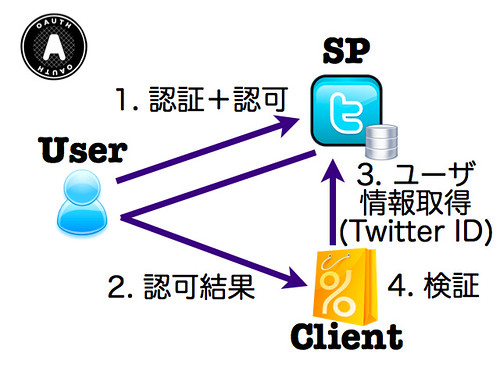 OAUTH
A
OAUTH
SP
1. 認証＋認可
User
3. ユーザ
情報取得
(Twitter ID)
2. 認可結果
4. 検証
%
Client